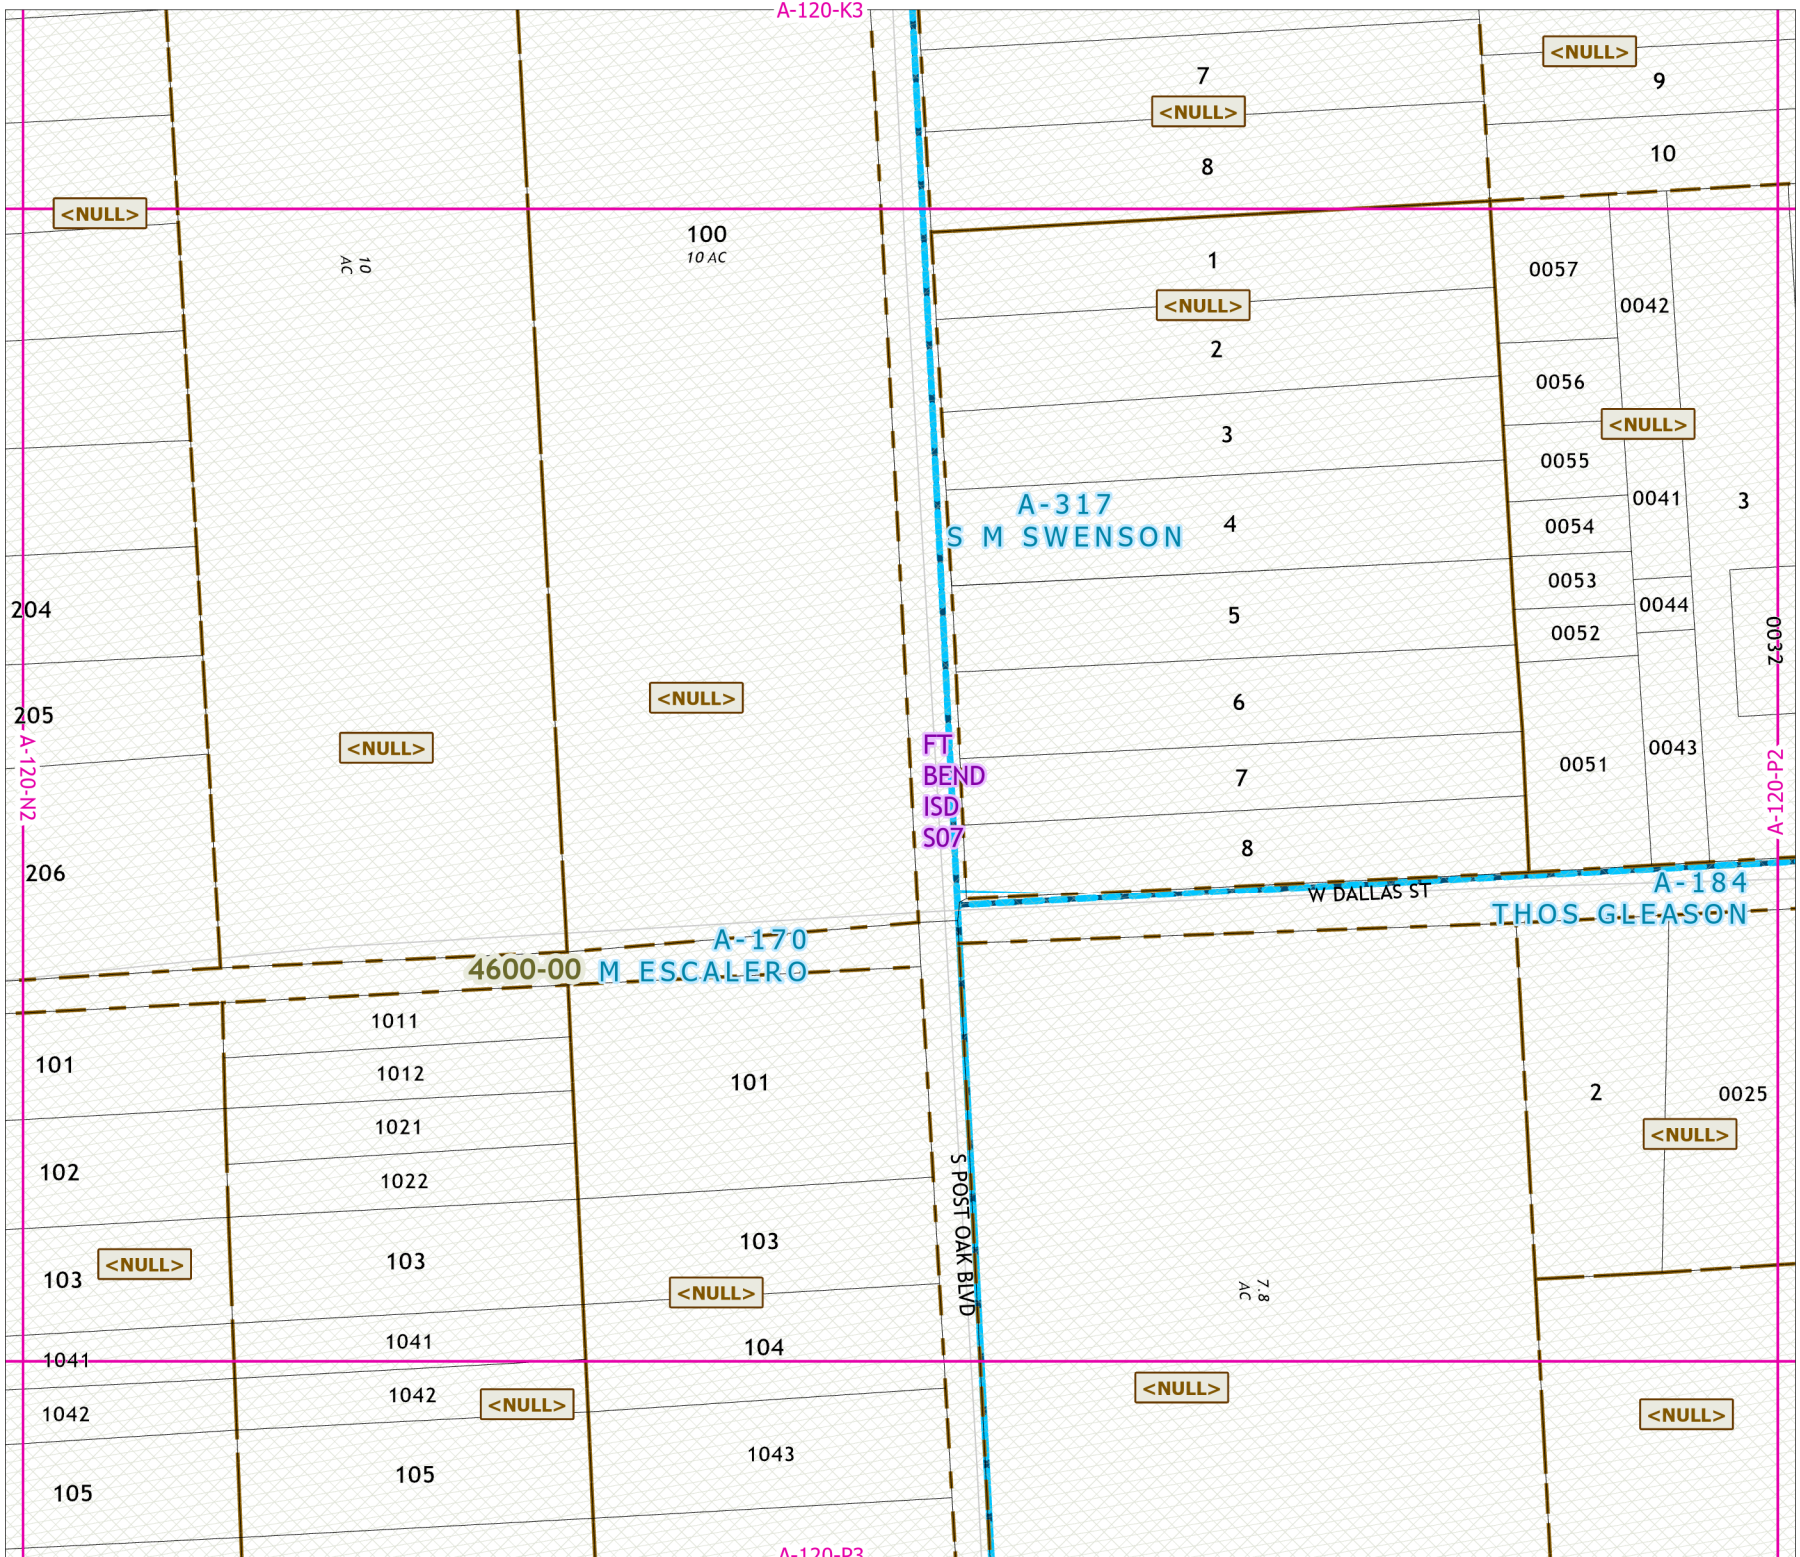 A-120-K3
<NULL>
7
9
<NULL>
8
10
<NULL>
100
10 AC
10
AC
1
0057
<NULL>
0042
2
0056
3
<NULL>
0055
0041
3
A-317
S M SWENSON
4
0054
0053
0044
204
5
0052
0032
<NULL>
6
205
<NULL>
FT
BEND
ISD
S07
0043
7
0051
A-120-N2
A-120-P2
8
206
W DALLAS ST
A-184
THOS GLEASON
A-170
M ESCALERO
4600-00
1011
101
1012
101
2
0025
1021
<NULL>
102
1022
S POST OAK BLVD
103
103
<NULL>
103
<NULL>
7.8
AC
1041
104
1041
<NULL>
1042
<NULL>
1042
<NULL>
1043
105
105
A-120-P3